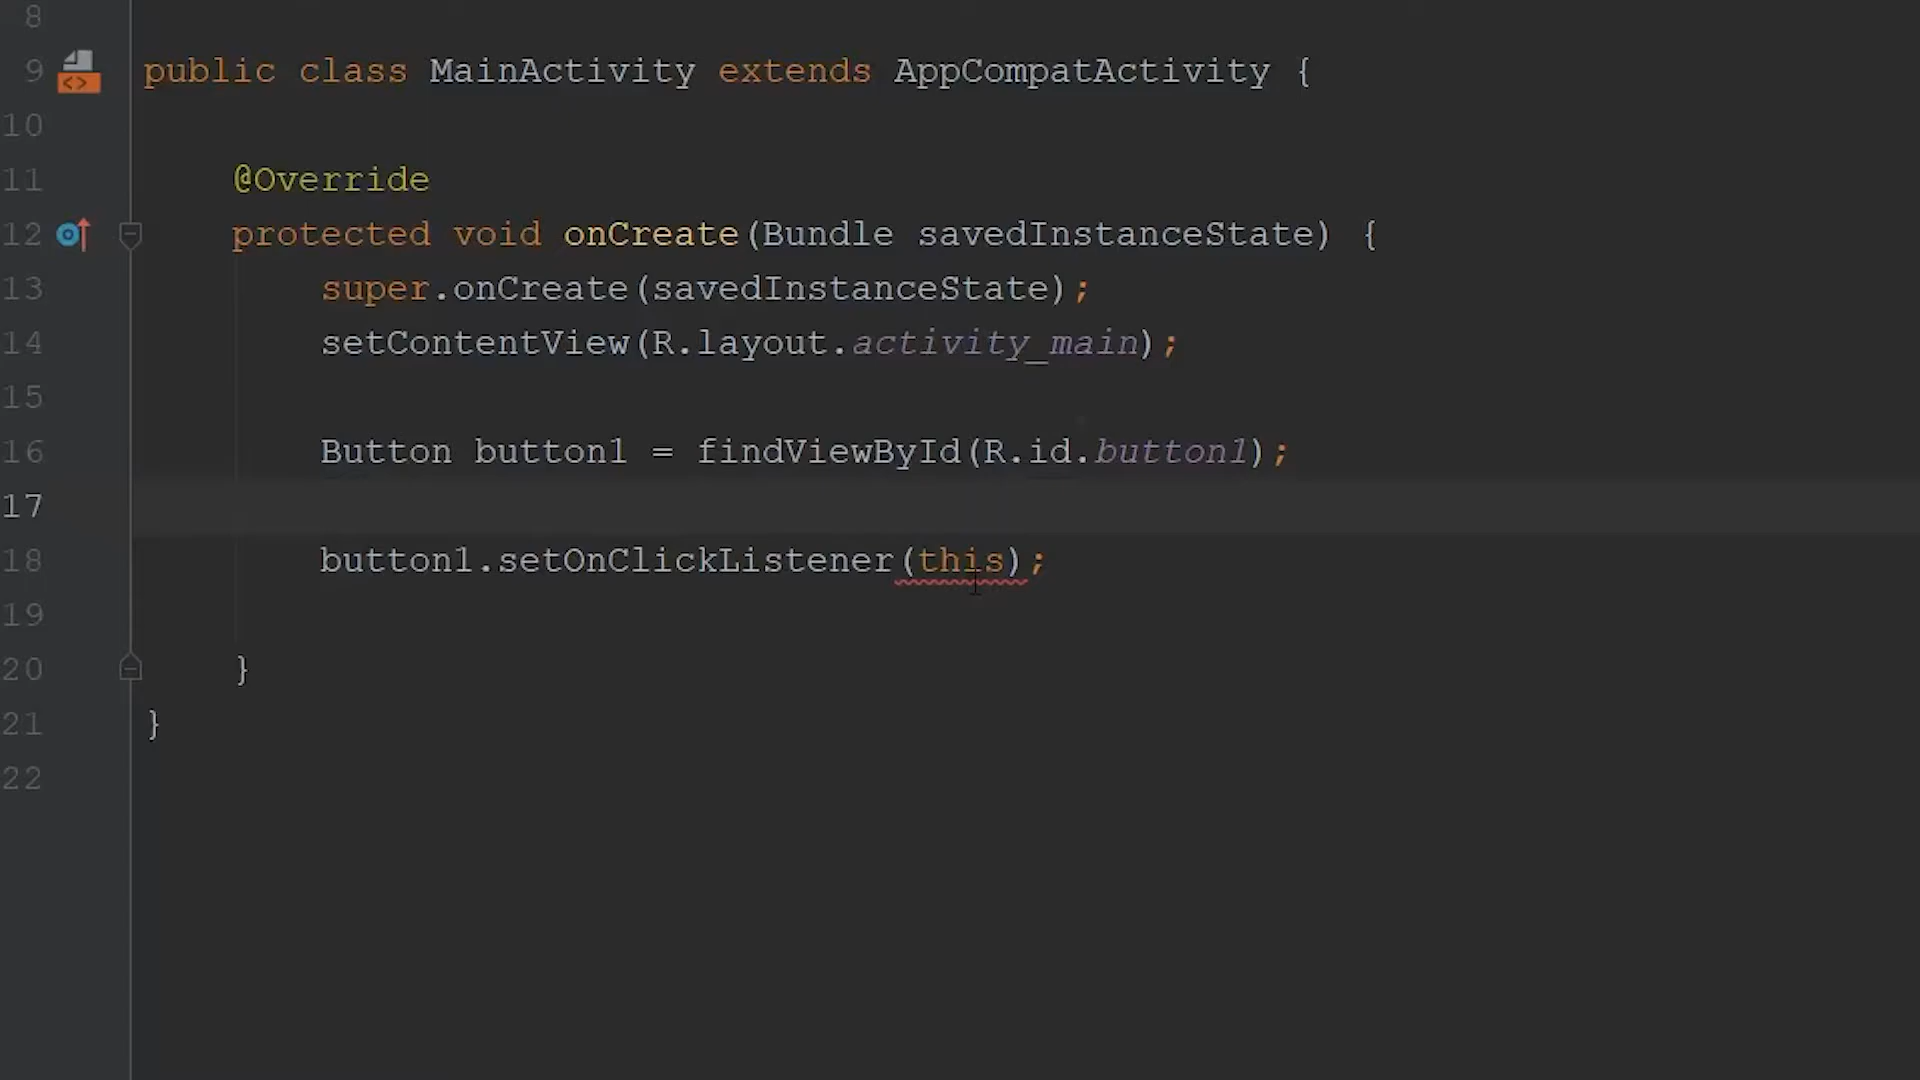 8
9 public class MainActivity extends AppCompatActivity {
10
11 @Override
12 protected void onCreate(Bundle savedInstanceState) {
13 super.onCreate(savedInstanceState);
14 setContentView(R.layout.activity_main);
15
16 Button button1 = findViewById(R.id.button1);
17
18 button1.setOnClickListener(this);
19
20 }
21 }
22